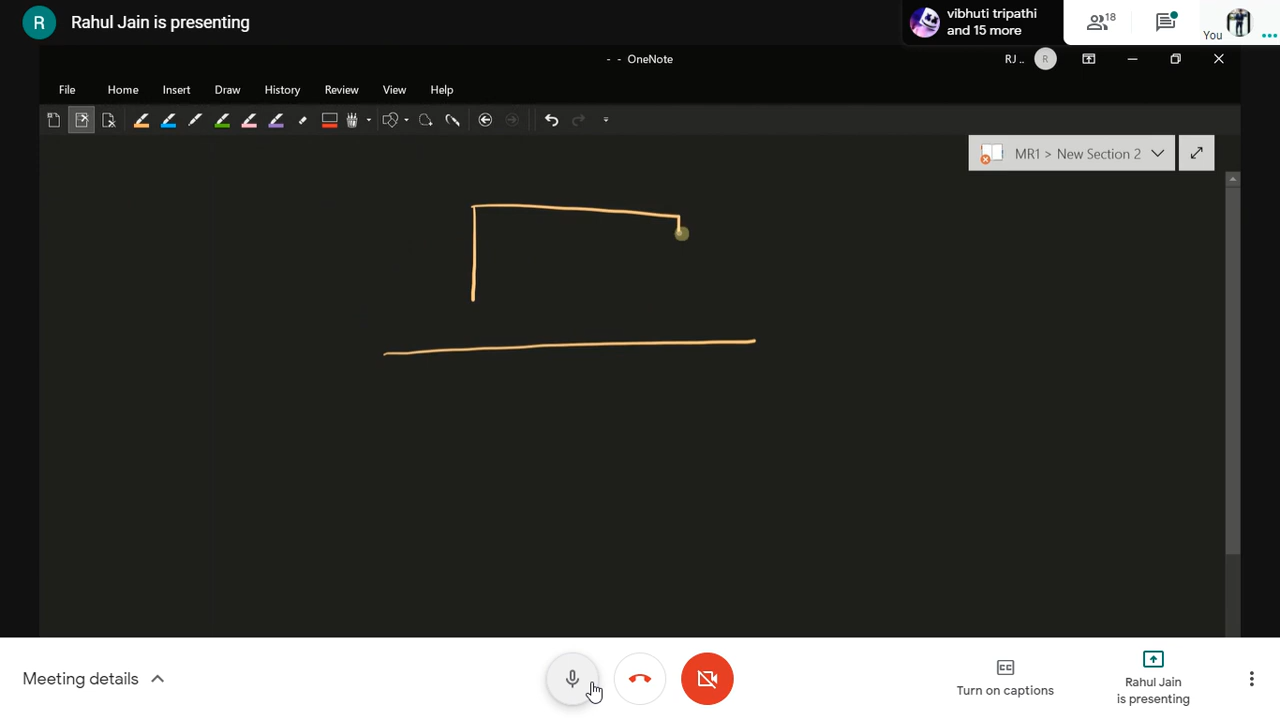 R Rahul Jain is presenting
vibhuti tripathi
and 15 more
18
You
- - OneNote
RJ ..
R
File Home Insert Draw History Review View Help
MR1 > New Section 2
Meeting details
CC
Turn on captions
Rahul Jain
is presenting